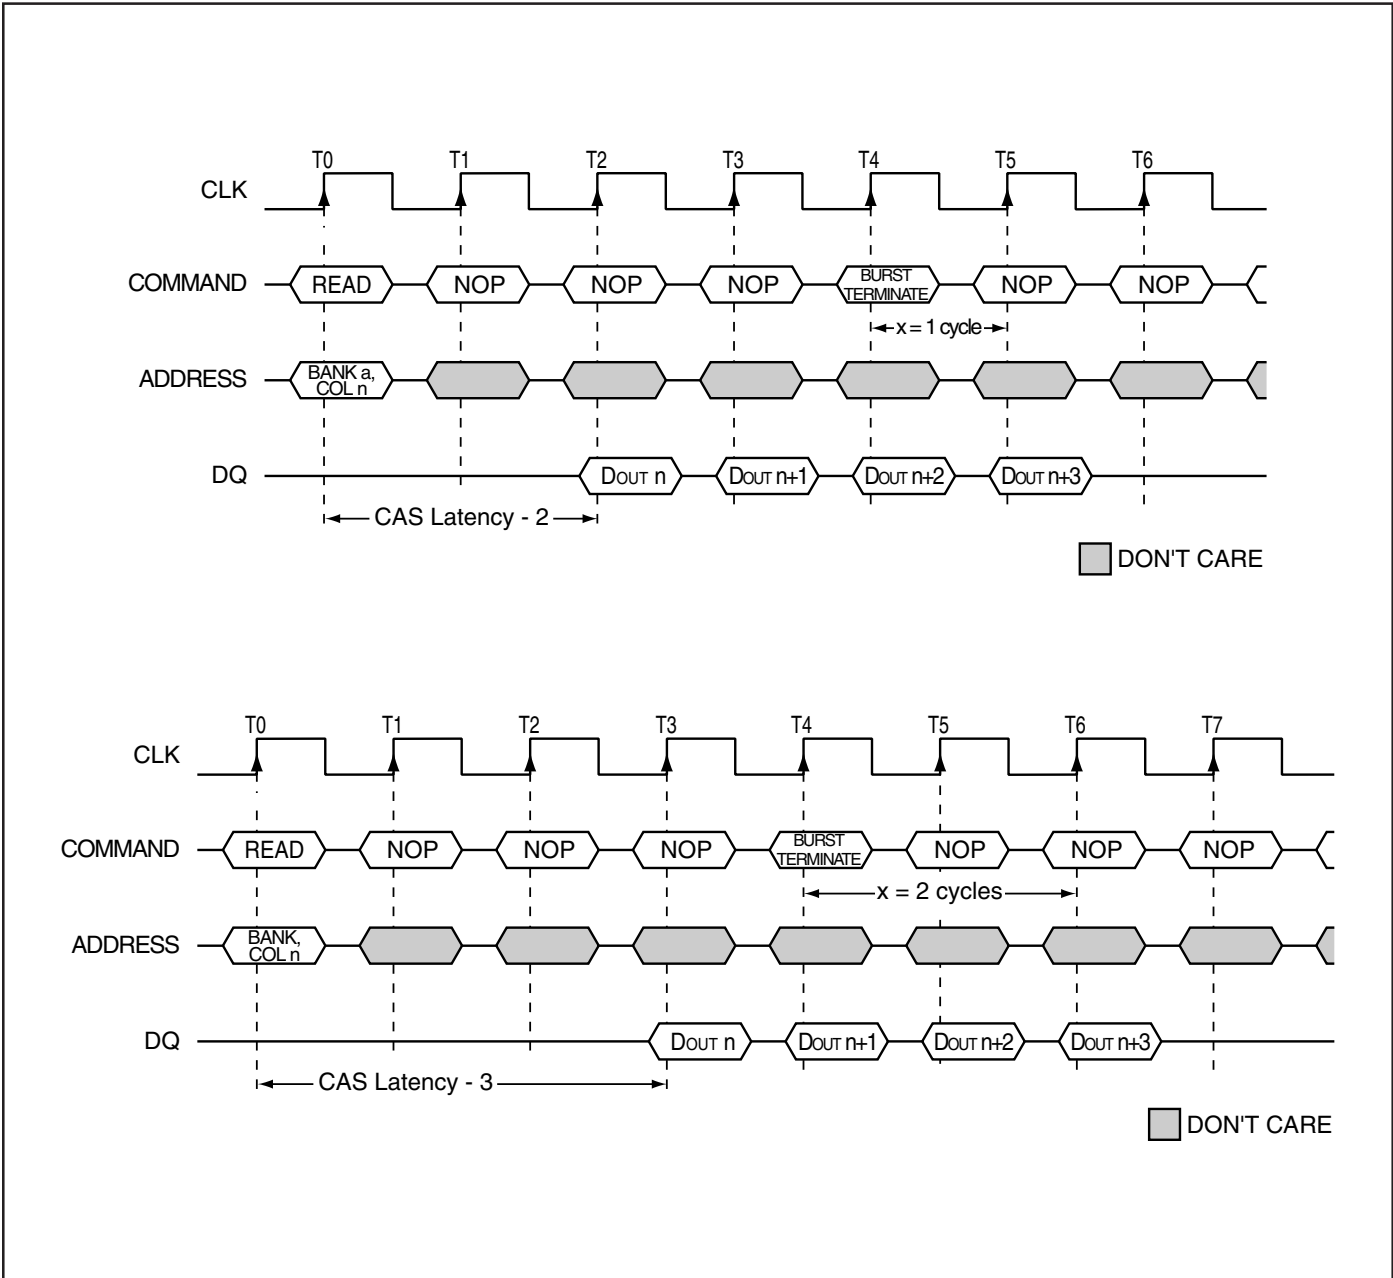 T0 T1 T2 T3 T4 T5 T6
CLK
COMMAND READ NOP NOP NOP BURST TERMINATE NOP NOP
x = 1 cycle
ADDRESS BANK a, COL n
DQ DOUT n DOUT n+1 DOUT n+2 DOUT n+3
CAS Latency - 2
DON'T CARE
T0 T1 T2 T3 T4 T5 T6 T7
CLK
COMMAND READ NOP NOP NOP BURST TERMINATE NOP NOP NOP
x = 2 cycles
ADDRESS BANK, COL n
DQ DOUT n DOUT n+1 DOUT n+2 DOUT n+3
CAS Latency - 3
DON'T CARE